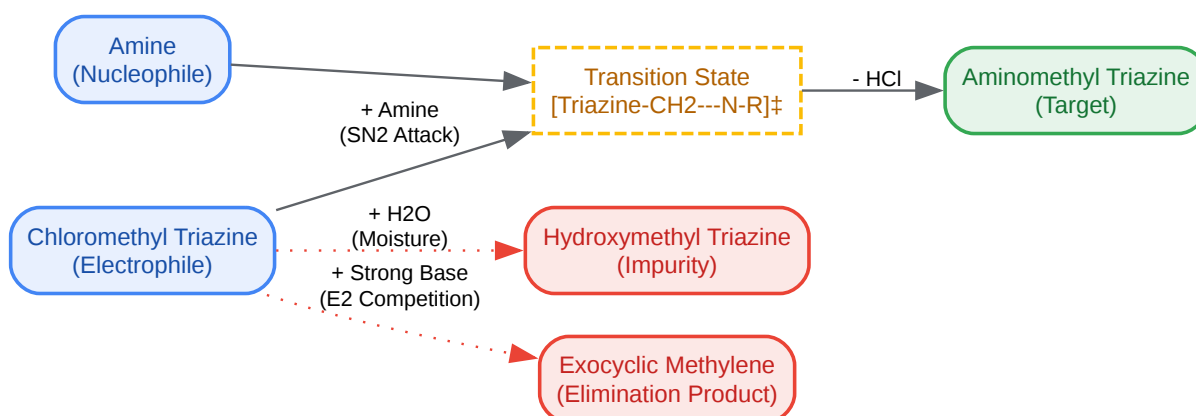 Amine
(Nucleophile)
+ Amine
(SN2 Attack)
Transition State
[Triazine-CH2---N-R]‡
- HCl
Aminomethyl Triazine
(Target)
Chloromethyl Triazine
(Electrophile)
+ H2O
(Moisture)
Hydroxymethyl Triazine
(Impurity)
+ Strong Base
(E2 Competition)
Exocyclic Methylene
(Elimination Product)